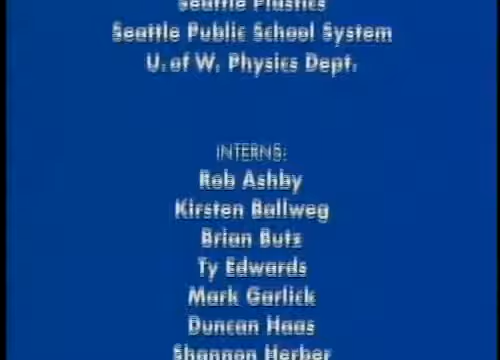 Seattle Plastics
Seattle Public School System
U. of W. Physics Dept.
INTERNS:
Rob Ashby
Kirsten Ballweg
Brian Butz
Ty Edwards
Mark Garlick
Duncan Haas
Shannon Herber